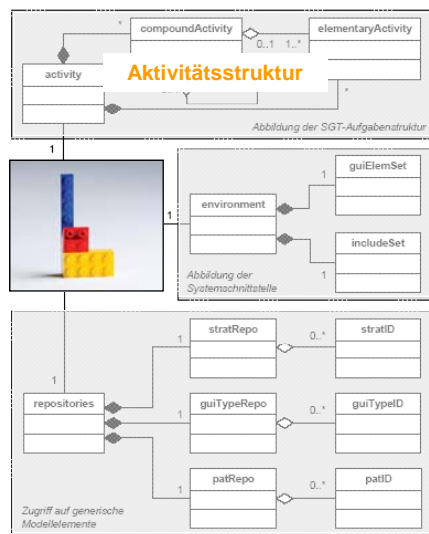 * compoundActivity elementaryActivity
0..1 1..*
activity
Aktivitätsstruktur
*
Abbildung der SGT-Aufgabenstruktur
1
guiElemSet
1
environment
1
includeSet
1
Abbildung der
Systemschnittstelle
stratRepo stratID
0..*
1
1
repositories guiTypeRepo guiTypeID
0..*
1
patRepo patID
0..*
1
Zugriff auf generische
Modellelemente